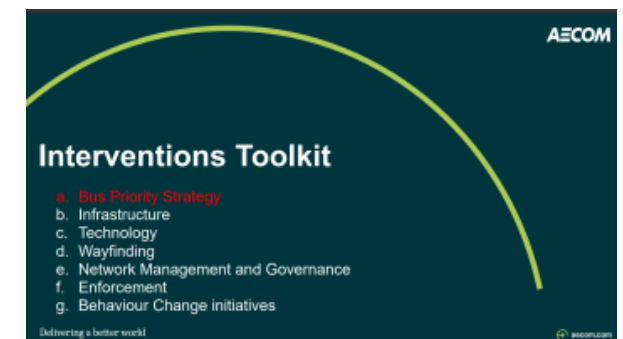 AECOM
Interventions Toolkit
a. Bus Priority Strategy
b. Infrastructure
c. Technology
d. Wayfinding
e. Network Management and Governance
f. Enforcement
g. Behaviour Change initiatives
Delivering a better world
aecom.com